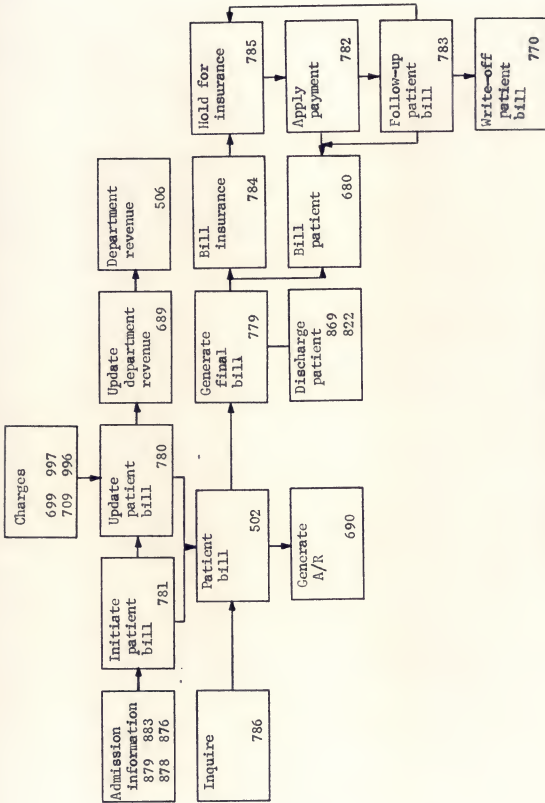 Charges
699 997
709 996
Admission
information
879 883
878 876
Initiate
patient
bill
781
Update
patient
bill
780
Update
department
revenue
689
Department
revenue
506
Inquire
786
Patient
bill
502
Generate
final
bill
779
Bill
insurance
784
Hold for
insurance
785
Generate
A/R
690
Discharge
patient
869
822
Bill
patient
680
Apply
payment
782
Follow-up
patient
bill
783
Write-off
patient
bill
770